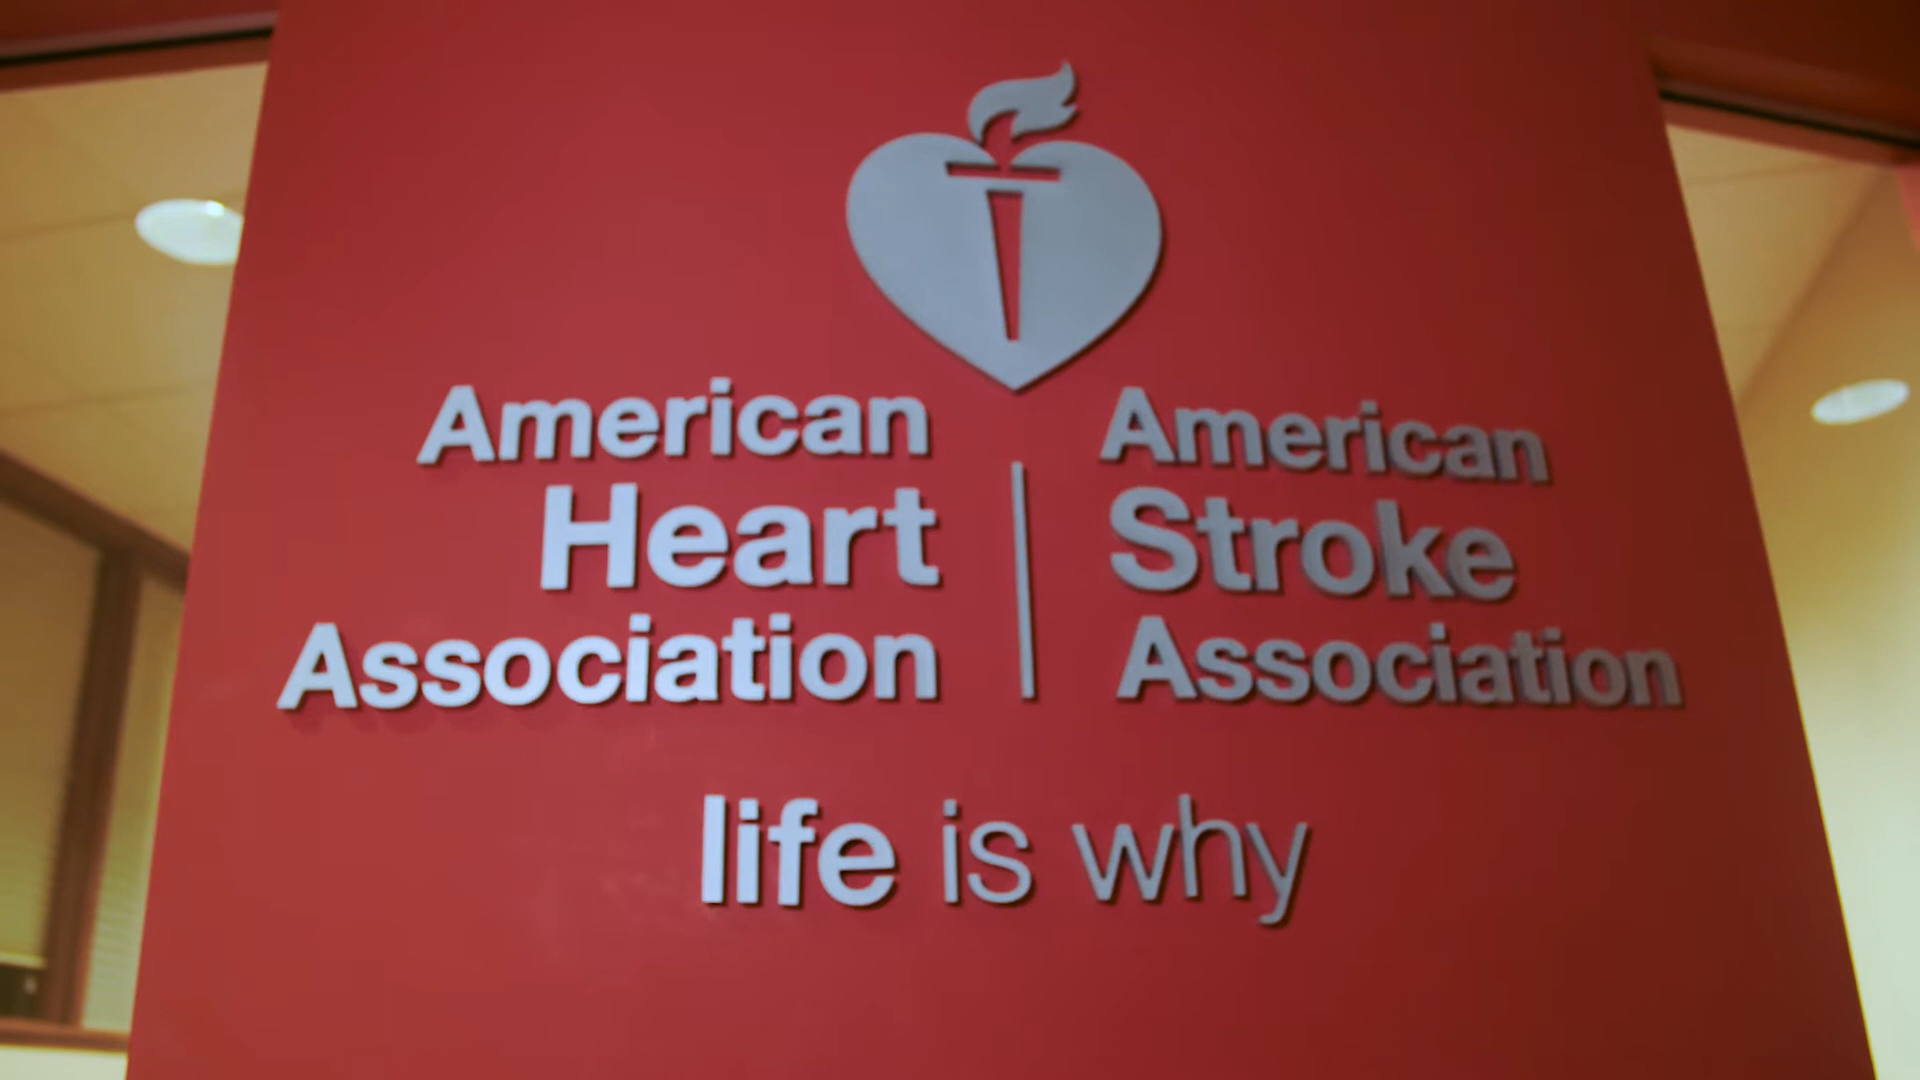 American
Heart
Association
American
Stroke
Association
life is why